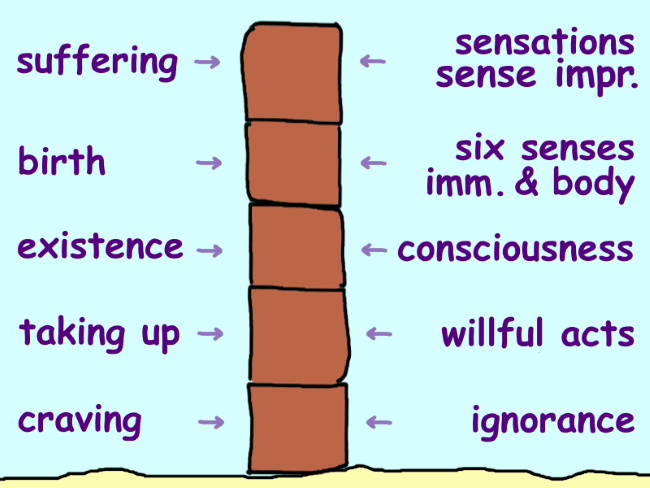 suffering → ← sensations
sense impr.
birth → ← six senses
imm. & body
existence → ← consciousness
taking up → ← willful acts
craving → ← ignorance